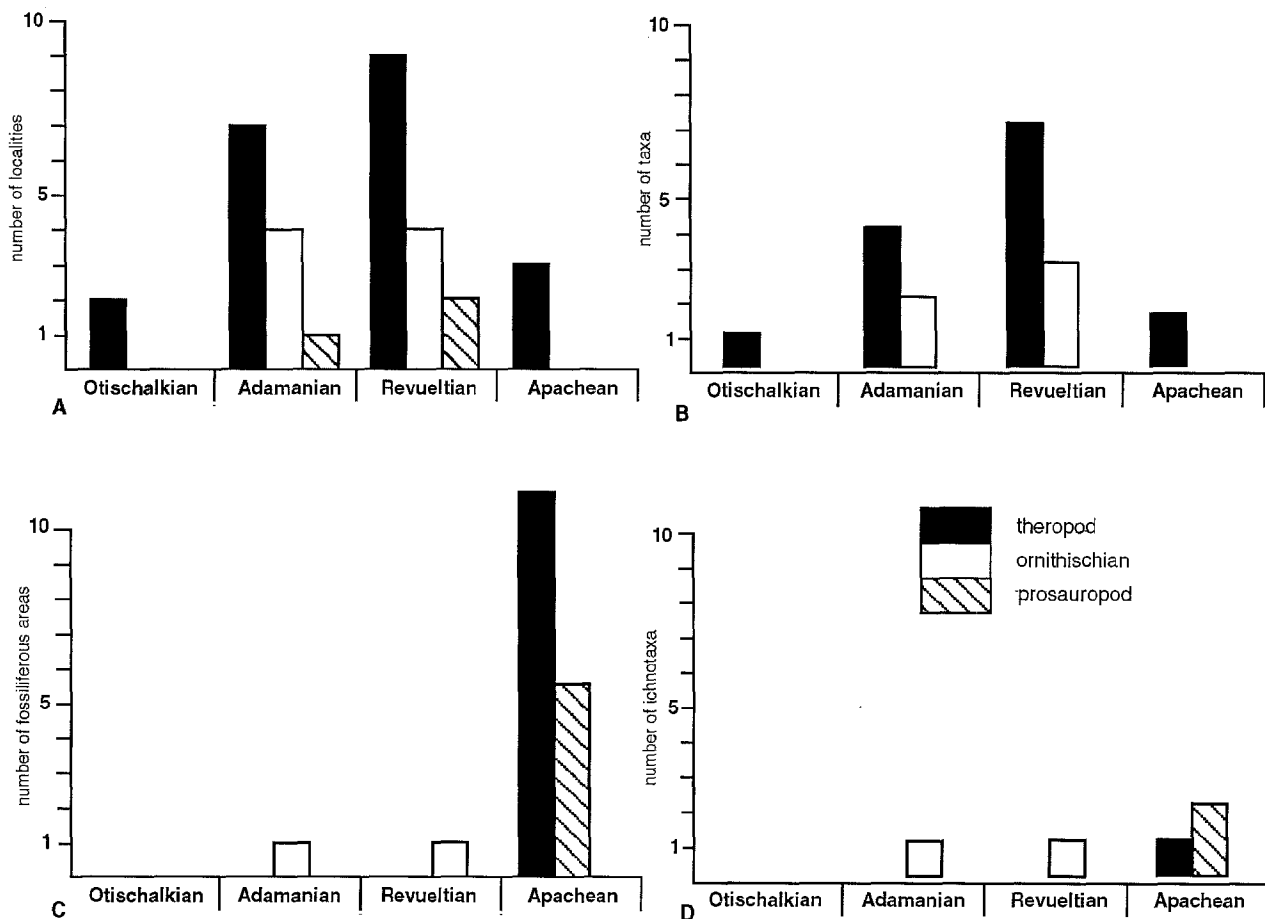 10
number of localities
5
1
Otischalkian Adamanian Revueltian Apachean
A
10
number of taxa
5
1
Otischalkian Adamanian Revueltian Apachean
B
10
number of fossiliferous areas
5
1
Otischalkian Adamanian Revueltian Apachean
C
10
number of ichnotaxa
5
1
theropod
ornithischian
prosauropod
Otischalkian Adamanian Revueltian Apachean
D